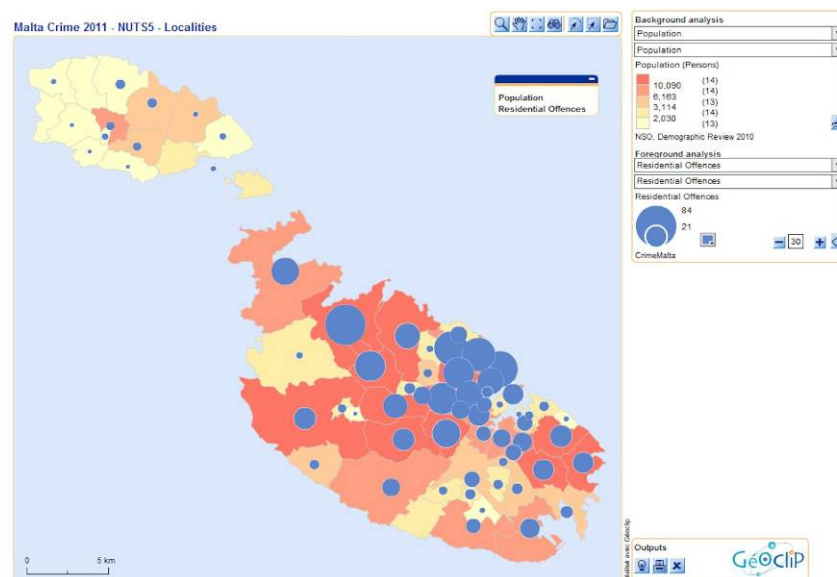 Malta Crime 2011 - NUTS5 - Localities
Population
Residential Offences
0
5 km
Background analysis
Population
Population
Population (Persons)
10,090 (14)
6,163 (14)
3,114 (13)
2,030 (14)
(13)
NSO, Demographic Review 2010
Foreground analysis
Residential Offences
Residential Offences
Residential Offences
84
21
30
CrimeMalta
Outputs
GéOcliP